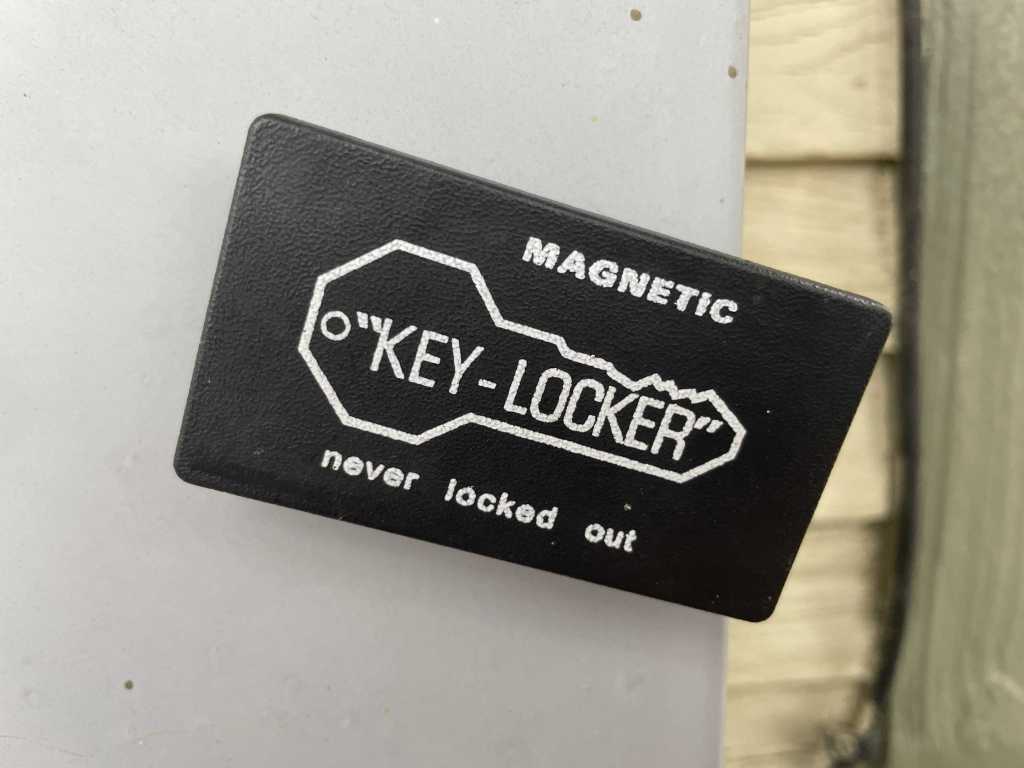 MAGNETIC
"KEY-LOCKER"
never locked out